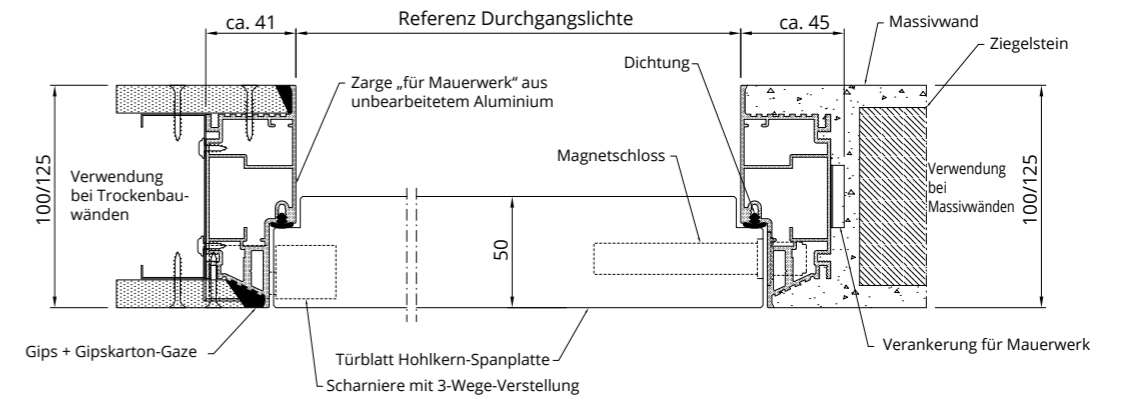 ca. 41
Referenz Durchgangslichte
ca. 45
Massivwand
Ziegelstein
Dichtung
Zarge „für Mauerwerk“ aus
unbearbeitetem Aluminium
Magnetschloss
100/125
Verwendung
bei Trockenbau-
wänden
50
Verwendung
bei
Massivwänden
100/125
Gips + Gipskarton-Gaze
Türblatt Hohlkern-Spanplatte
Verankerung für Mauerwerk
Scharniere mit 3-Wege-Verstellung